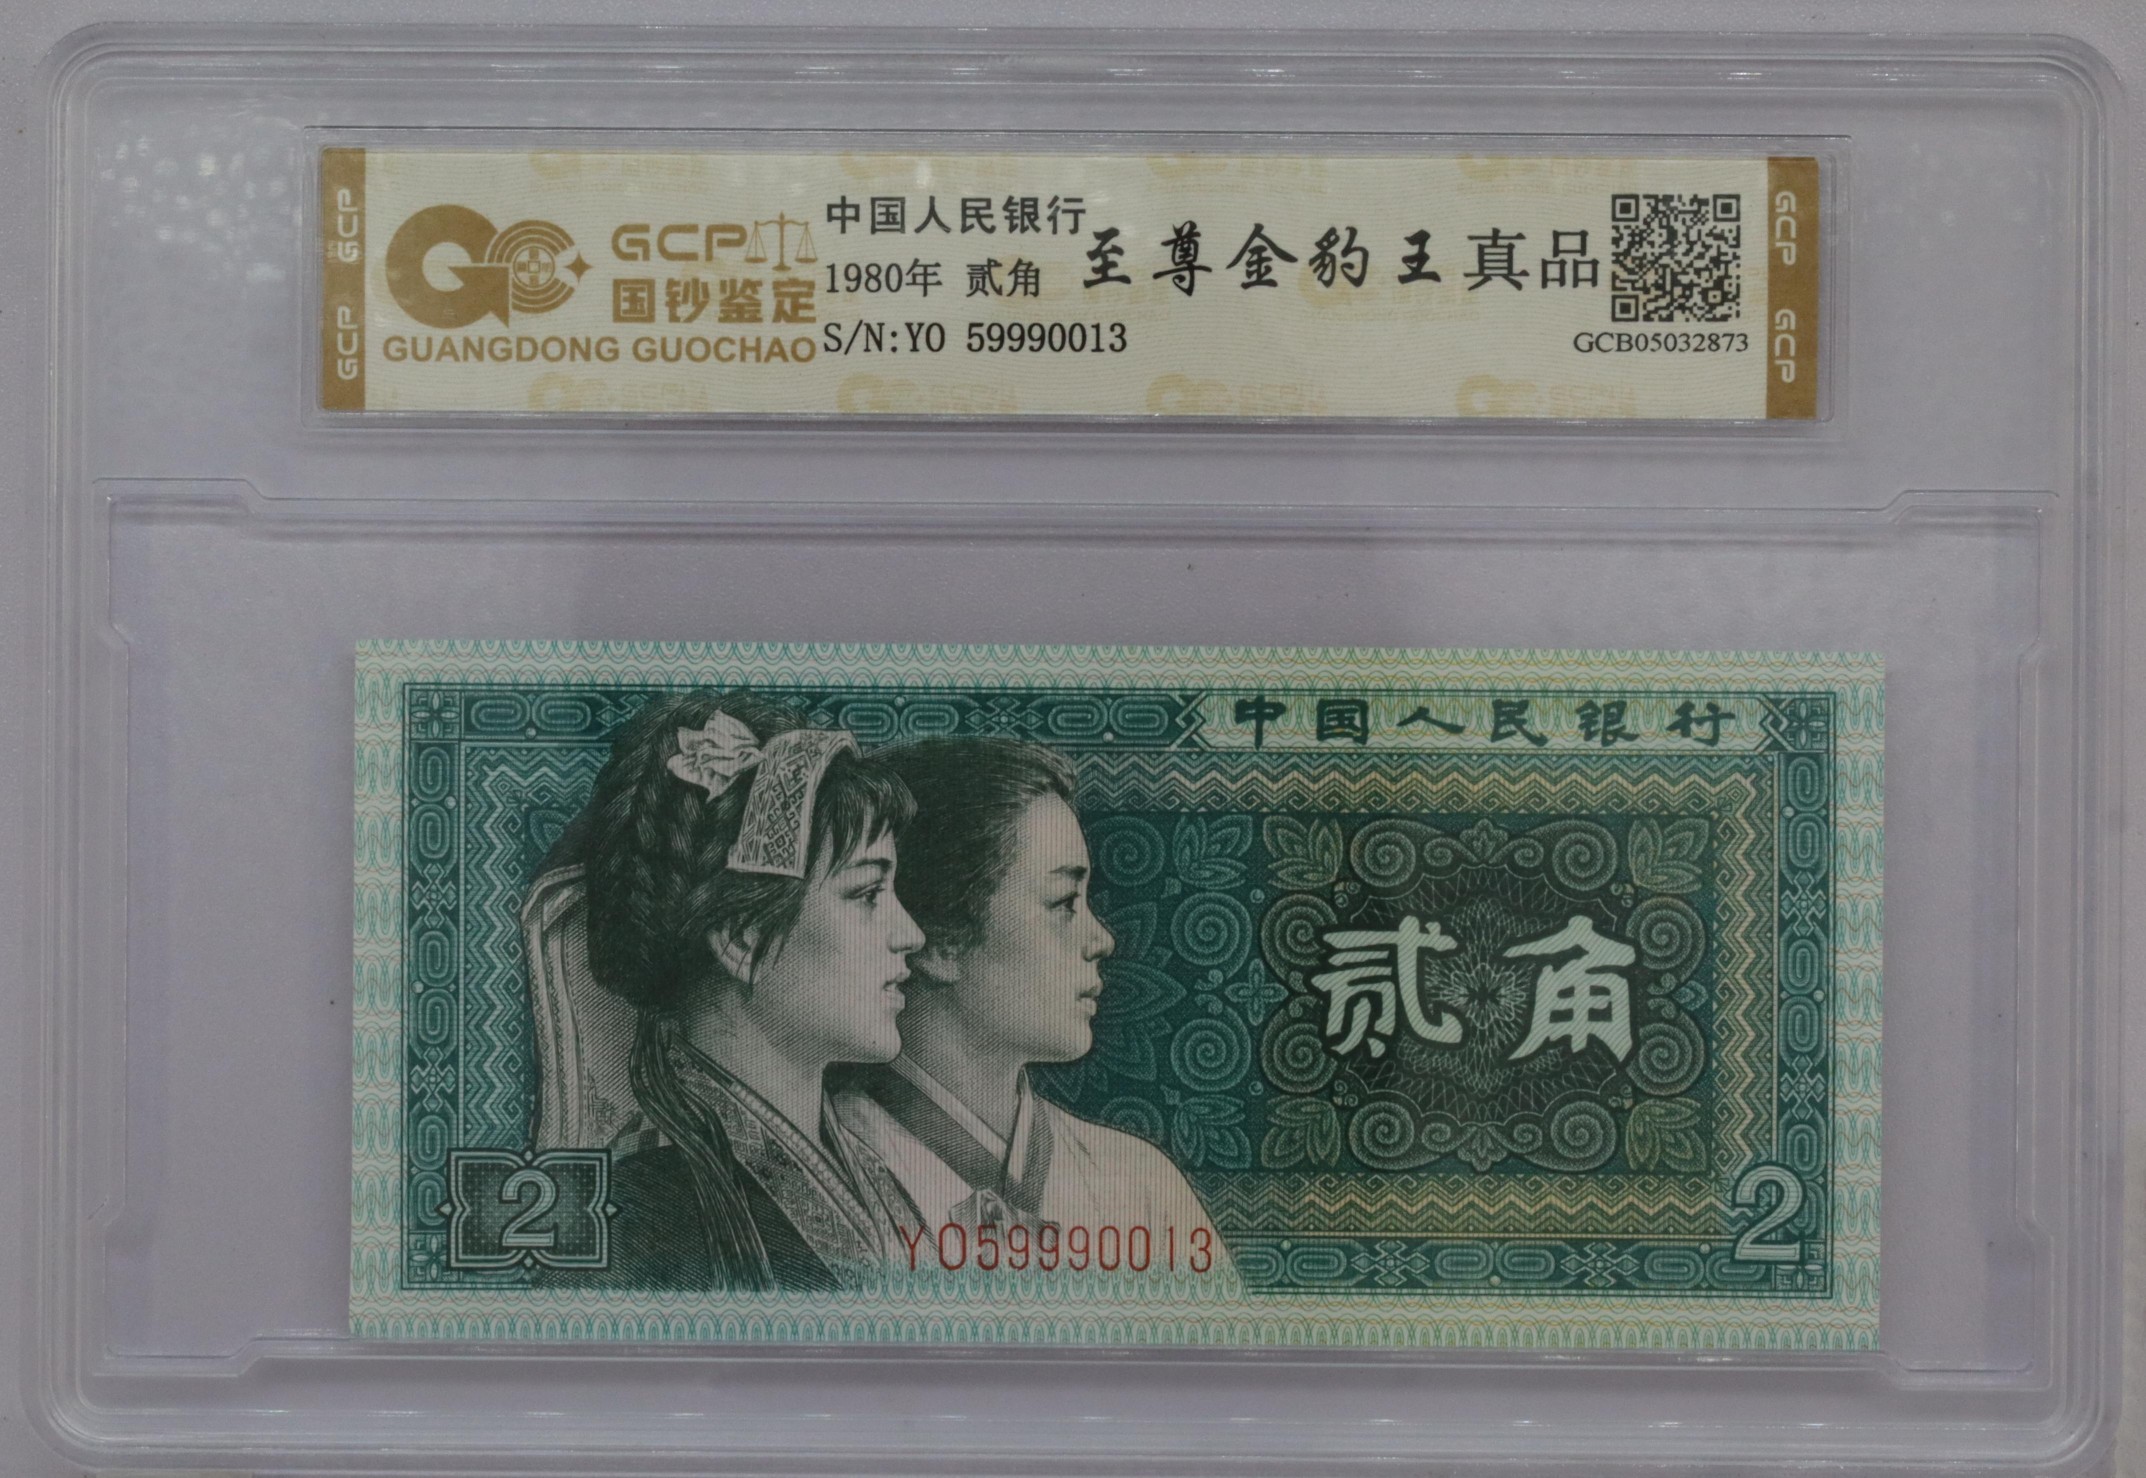 GCP 国钞鉴定
GUANGDONG GUOCHAO
中国人民银行
1980年 贰角
S/N:YO 59990013
至尊金豹王真品
GCB05032873
GCP GCP
GCP GCP
中国人民银行
贰角
2
YO59990013
2